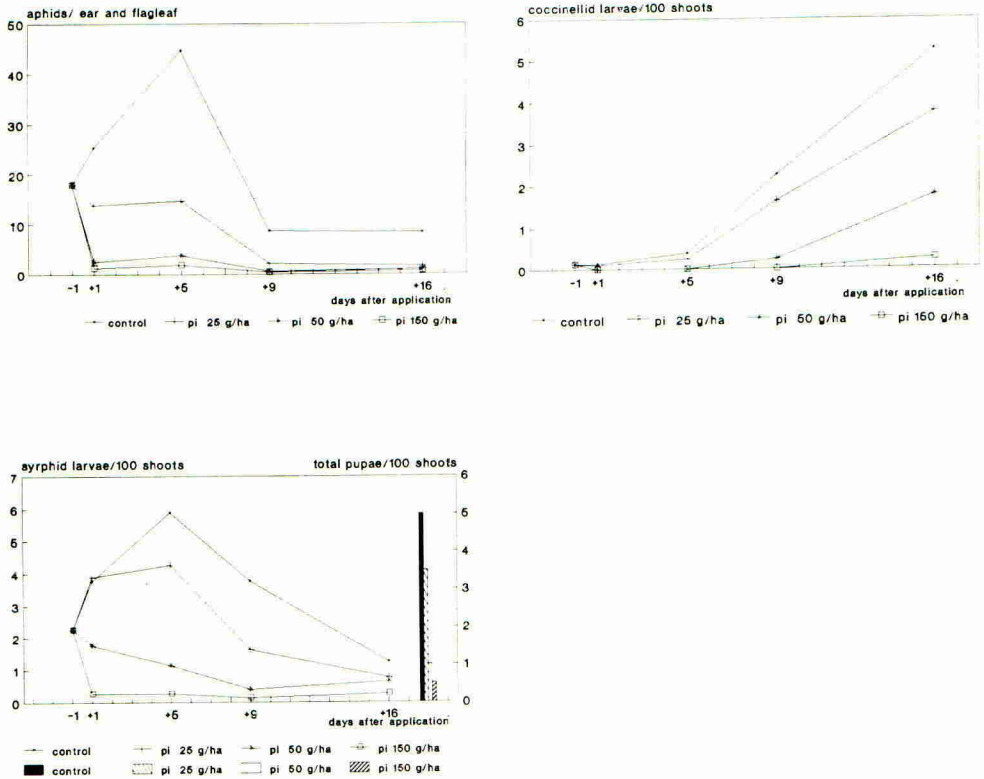 aphids/ ear and flagleaf
50
40
30
20
10
0
-1 +1 +5 +9 +16
days after application
control pi 25 g/ha pi 50 g/ha pi 150 g/ha
coccinellid larvae/100 shoots
6
5
4
3
2
1
0
-1 +1 +5 +9 +16
days after application
control pi 25 g/ha pi 50 g/ha pi 150 g/ha
syrphid larvae/100 shoots total pupae/100 shoots
7
6
5
4
3
2
1
0
6
5
4
3
2
1
0
-1 +1 +5 +9 +16
days after application
control pi 25 g/ha pi 50 g/ha pi 150 g/ha
control pi 25 g/ha pi 50 g/ha pi 150 g/ha